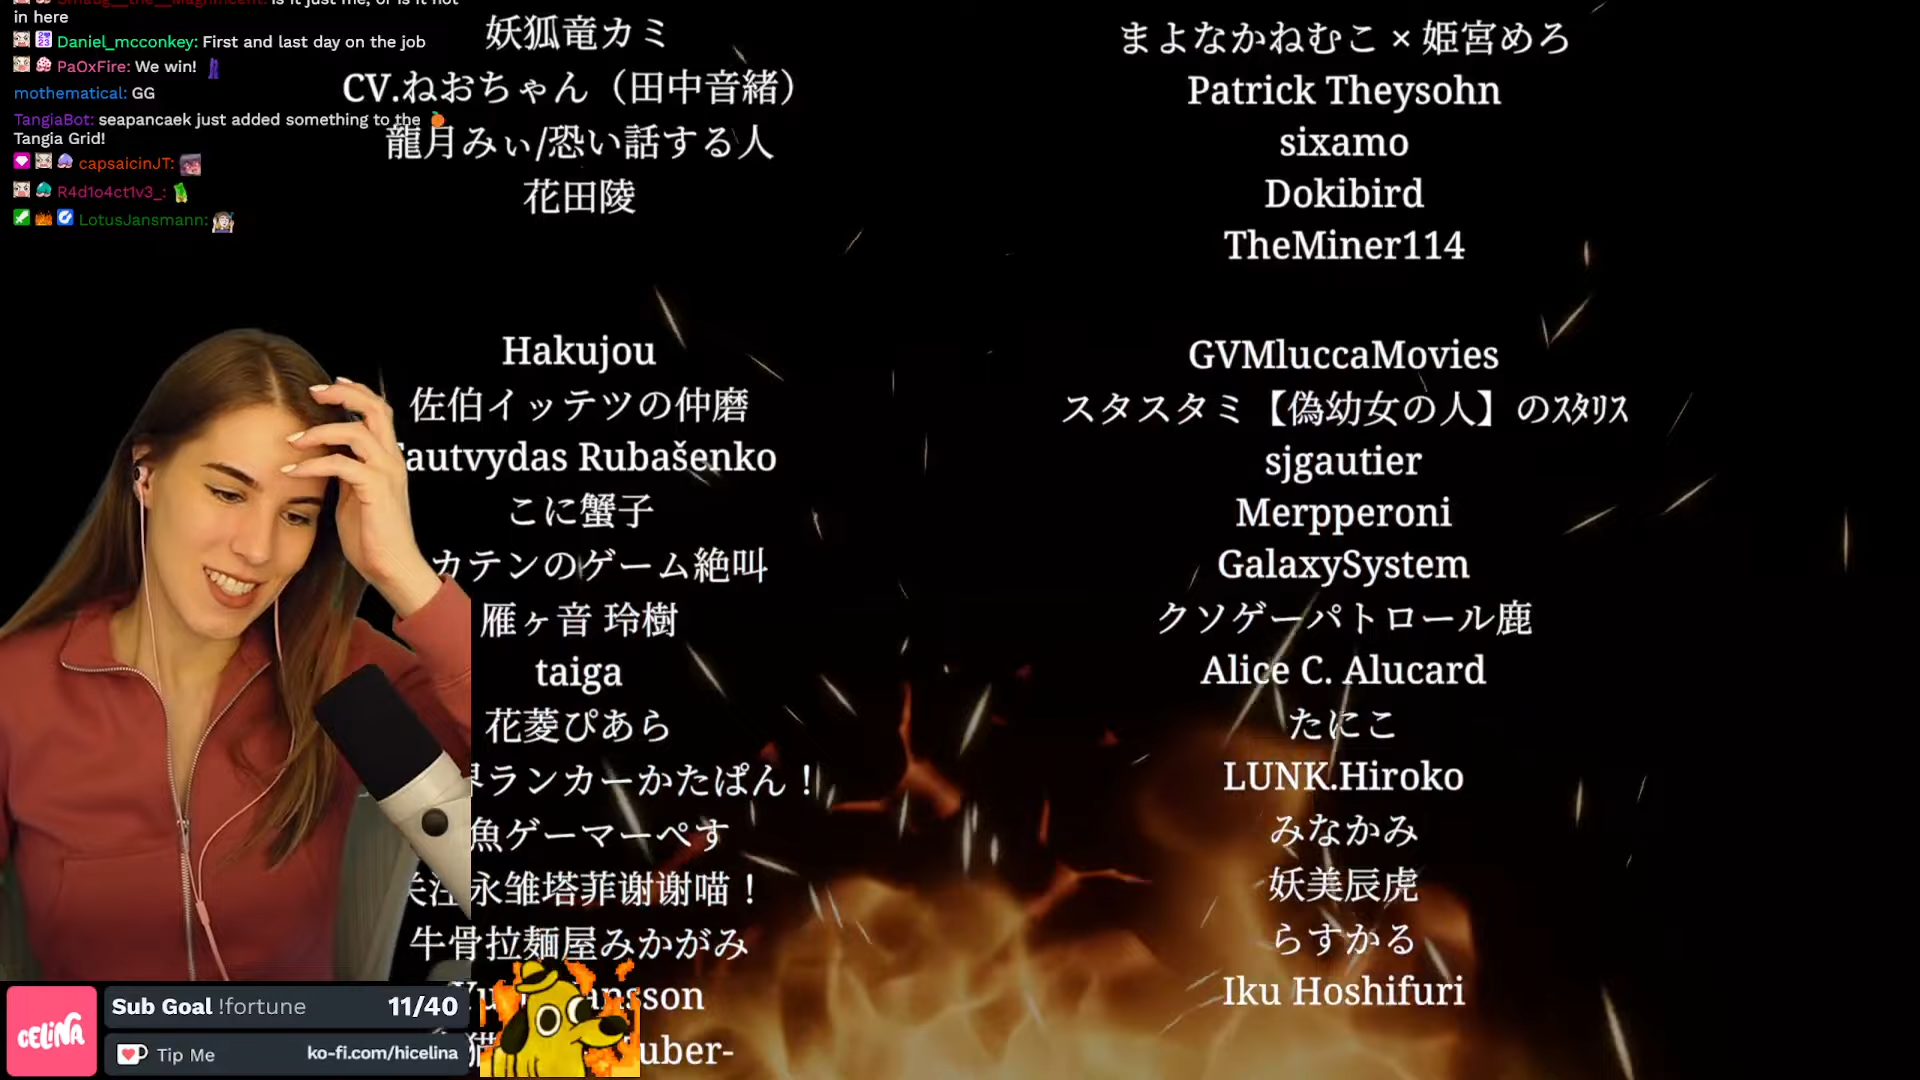 in here
Daniel_mcconkey: First and last day on the job
PaOxFire: We win!
mothematical: GG
TangiaBot: seapancaek just added something to the
Tangia Grid!
capsaicinJT:
R4d1o4ct1v3_:
LotusJansmann:
妖狐竜カミ
CV.ねおちゃん（田中音緒）
龍月みぃ/恐い話する人
花田陵
Hakujou
佐伯イッテツの仲磨
autvydas Rubašenko
こに蟹子
カテンのゲーム絶叫
雁ヶ音 玲樹
taiga
花菱ぴあら
界ランカーかたぱん！
魚ゲーマーぺす
关注永雏塔菲谢谢喵！
牛骨拉麺屋みかがみ
nsson
uber-
まよなかねむこ × 姫宮めろ
Patrick Theysohn
sixamo
Dokibird
TheMiner114
GVMluccaMovies
スタスタミ【偽幼女の人】のｽﾀﾘｽ
sjgautier
Merpperoni
GalaxySystem
クソゲーパトロール鹿
Alice C. Alucard
たにこ
LUNK.Hiroko
みなかみ
妖美辰虎
らすかる
Iku Hoshifuri
CELINA
Sub Goal !fortune 11/40
Tip Me ko-fi.com/hicelina